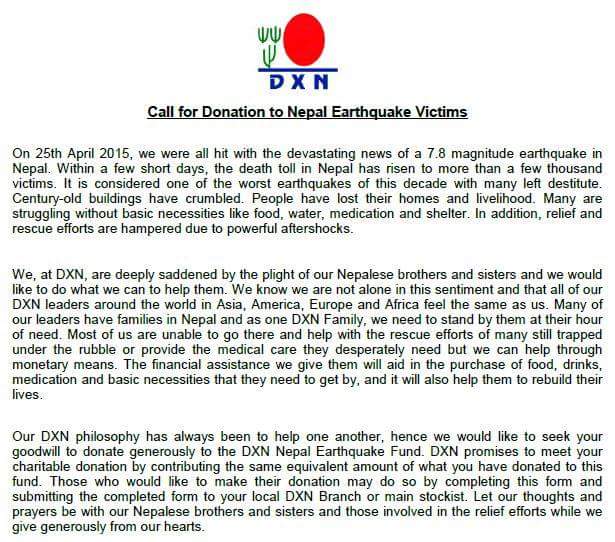 DXN
Call for Donation to Nepal Earthquake Victims
On 25th April 2015, we were all hit with the devastating news of a 7.8 magnitude earthquake in
Nepal. Within a few short days, the death toll in Nepal has risen to more than a few thousand
victims. It is considered one of the worst earthquakes of this decade with many left destitute.
Century-old buildings have crumbled. People have lost their homes and livelihood. Many are
struggling without basic necessities like food, water, medication and shelter. In addition, relief and
rescue efforts are hampered due to powerful aftershocks.
We, at DXN, are deeply saddened by the plight of our Nepalese brothers and sisters and we would
like to do what we can to help them. We know we are not alone in this sentiment and that all of our
DXN leaders around the world in Asia, America, Europe and Africa feel the same as us. Many of
our leaders have families in Nepal and as one DXN Family, we need to stand by them at their hour
of need. Most of us are unable to go there and help with the rescue efforts of many still trapped
under the rubble or provide the medical care they desperately need but we can help through
monetary means. The financial assistance we give them will aid in the purchase of food, drinks,
medication and basic necessities that they need to get by, and it will also help them to rebuild their
lives.
Our DXN philosophy has always been to help one another, hence we would like to seek your
goodwill to donate generously to the DXN Nepal Earthquake Fund. DXN promises to meet your
charitable donation by contributing the same equivalent amount of what you have donated to this
fund. Those who would like to make their donation may do so by completing this form and
submitting the completed form to your local DXN Branch or main stockist. Let our thoughts and
prayers be with our Nepalese brothers and sisters and those involved in the relief efforts while we
give generously from our hearts.